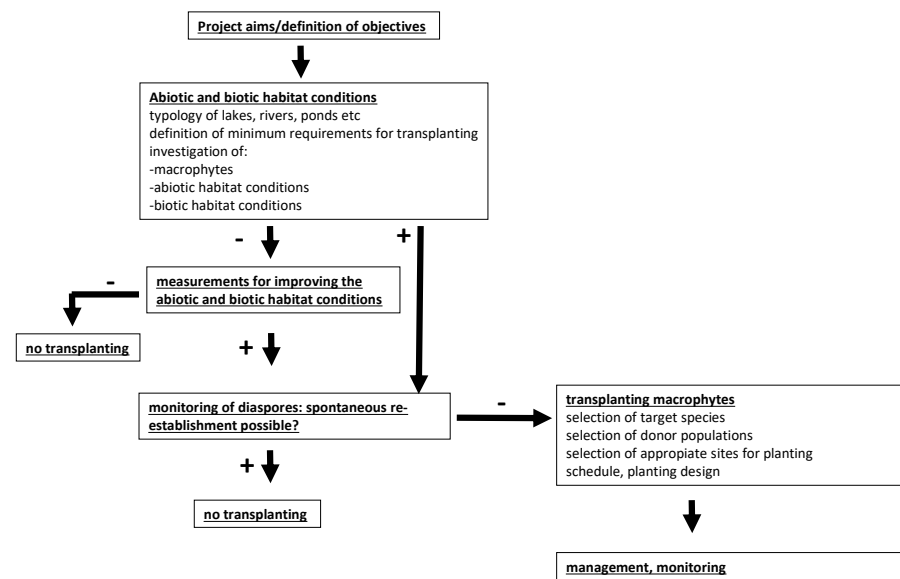 Project aims/definition of objectives
Abiotic and biotic habitat conditions
typology of lakes, rivers, ponds etc
definition of minimum requirements for transplanting
investigation of:
-macrophytes
-abiotic habitat conditions
-biotic habitat conditions
-
+
-
measurements for improving the
abiotic and biotic habitat conditions
no transplanting
+
monitoring of diaspores: spontaneous re-
establishment possible?
-
transplanting macrophytes
selection of target species
selection of donor populations
selection of appropiate sites for planting
schedule, planting design
+
no transplanting
management, monitoring